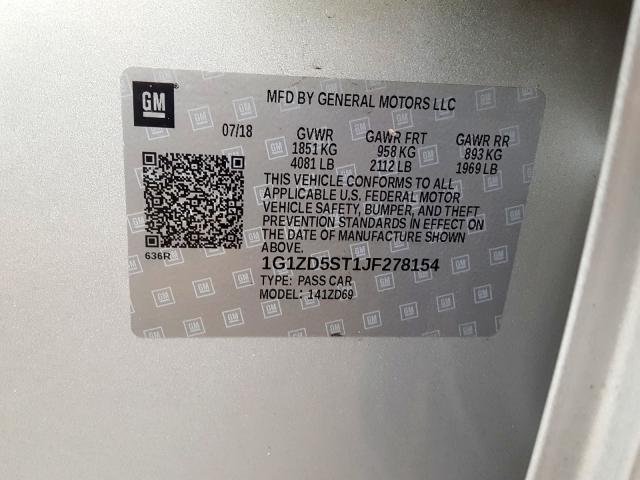 GM
MFD BY GENERAL MOTORS LLC
07/18 GVWR GAWR FRT GAWR RR
1851 KG 958 KG 893 KG
4081 LB 2112 LB 1969 LB
THIS VEHICLE CONFORMS TO ALL
APPLICABLE U.S. FEDERAL MOTOR
VEHICLE SAFETY, BUMPER, AND THEFT
PREVENTION STANDARDS IN EFFECT ON
THE DATE OF MANUFACTURE SHOWN
ABOVE.
636R
1G1ZD5ST1JF278154
TYPE: PASS CAR
MODEL: 141ZD69